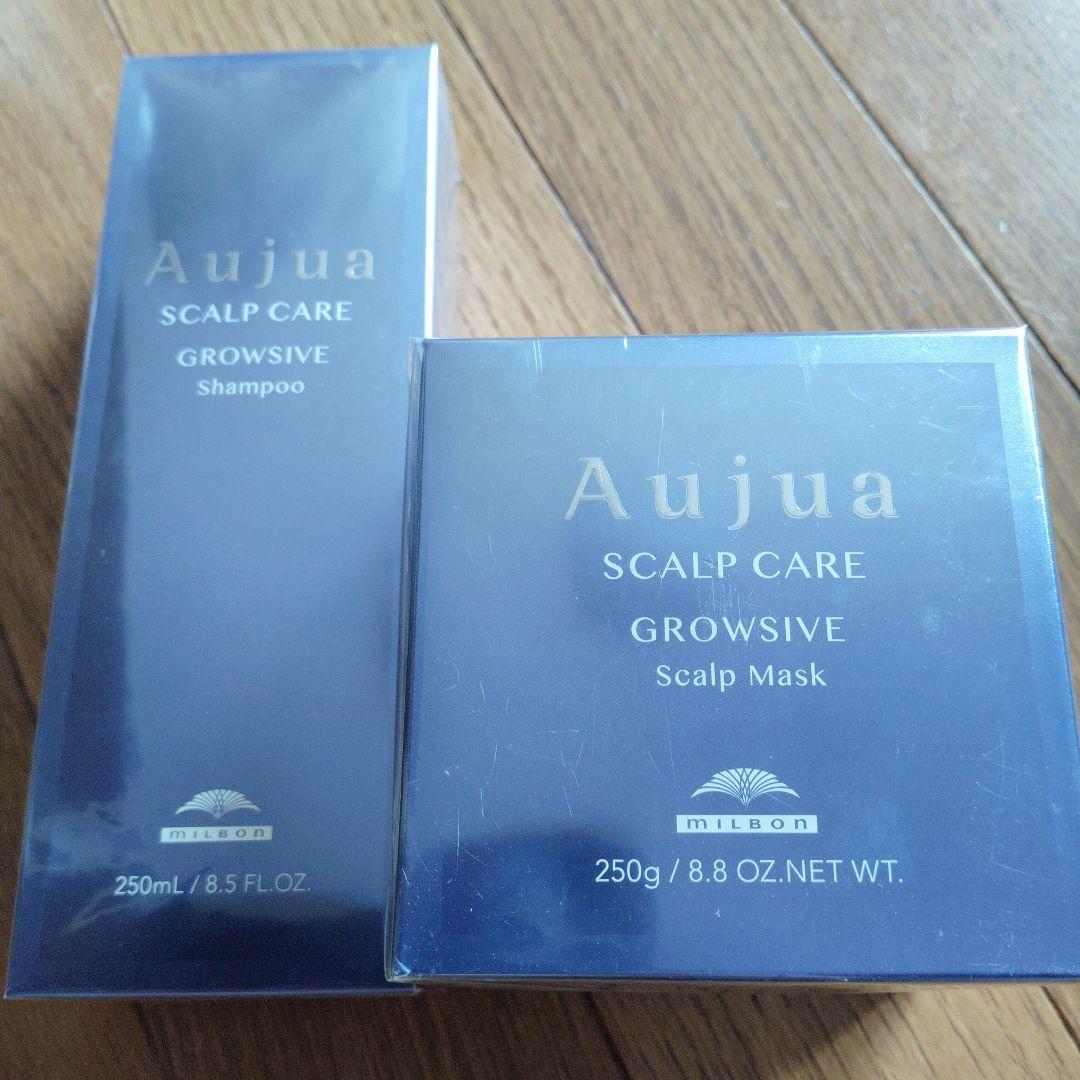 Aujua
SCALP CARE
GROWSIVE
Shampoo
MILBON
250mL / 8.5 FL.OZ.
Aujua
SCALP CARE
GROWSIVE
Scalp Mask
MILBON
250g / 8.8 OZ.NET WT.